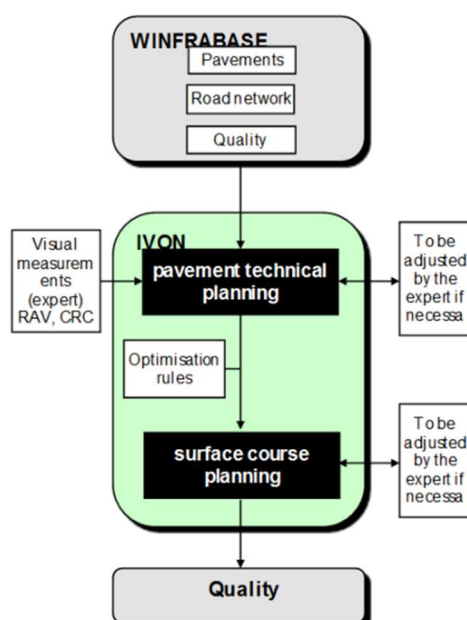 WINFRABASE
Pavements
Road network
Quality
IVON
Visual
measurem
ents
(expert)
RAV, CRC
pavement technical
planning
To be
adjusted
by the
expert if
necessa
Optimisation
rules
surface course
planning
To be
adjusted
by the
expert if
necessa
Quality